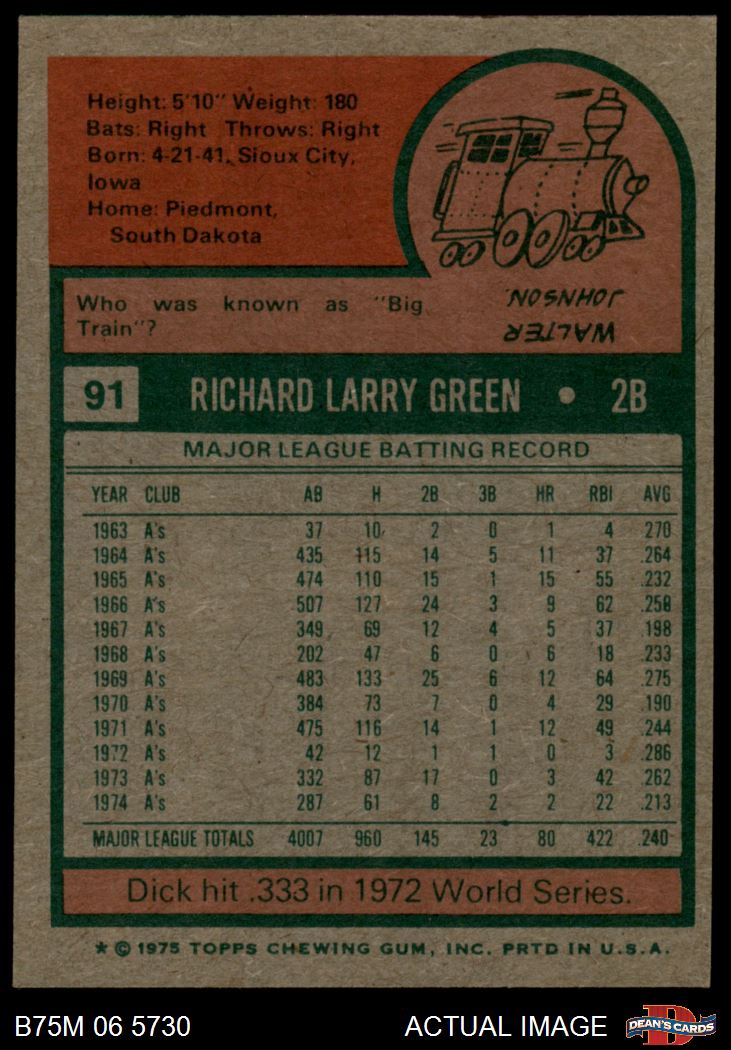 Height: 5'10" Weight: 180
Bats: Right Throws: Right
Born: 4-21-41, Sioux City,
Iowa
Home: Piedmont,
South Dakota
Who was known as "Big
Train"?
WALTER
JOHNSON.
91 RICHARD LARRY GREEN • 2B
MAJOR LEAGUE BATTING RECORD
YEAR CLUB AB H 2B 3B HR RBI AVG
1963 A's 37 10 2 0 1 4 .270
1964 A's 435 115 14 5 11 37 .264
1965 A's 474 110 15 1 15 55 .232
1966 A's 507 127 24 3 9 62 .250
1967 A's 349 69 12 4 5 37 .198
1968 A's 202 47 6 0 6 18 .233
1969 A's 483 133 25 6 12 64 .275
1970 A's 384 73 7 0 4 29 .190
1971 A's 475 116 14 1 12 49 .244
1972 A's 42 12 1 1 0 3 .286
1973 A's 332 87 17 0 3 42 .262
1974 A's 287 61 8 2 2 22 .213
MAJOR LEAGUE TOTALS 4007 960 145 23 80 422 .240
Dick hit .333 in 1972 World Series.
* © 1975 TOPPS CHEWING GUM, INC. PRTD IN U.S.A.
B75M 06 5730 ACTUAL IMAGE D DEAN'S CARDS